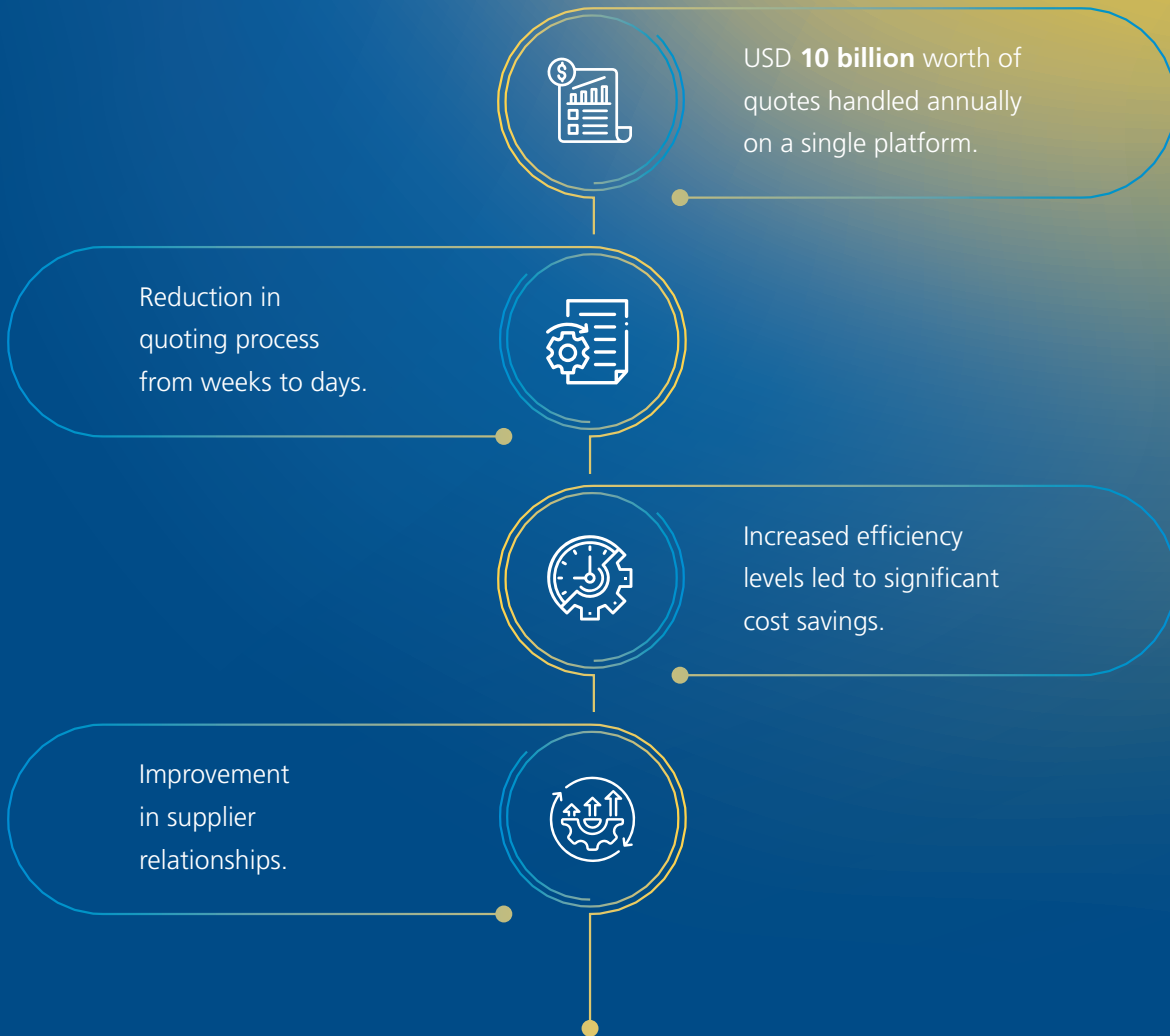 USD 10 billion worth of
quotes handled annually
on a single platform.
Reduction in
quoting process
from weeks to days.
Increased efficiency
levels led to significant
cost savings.
Improvement
in supplier
relationships.